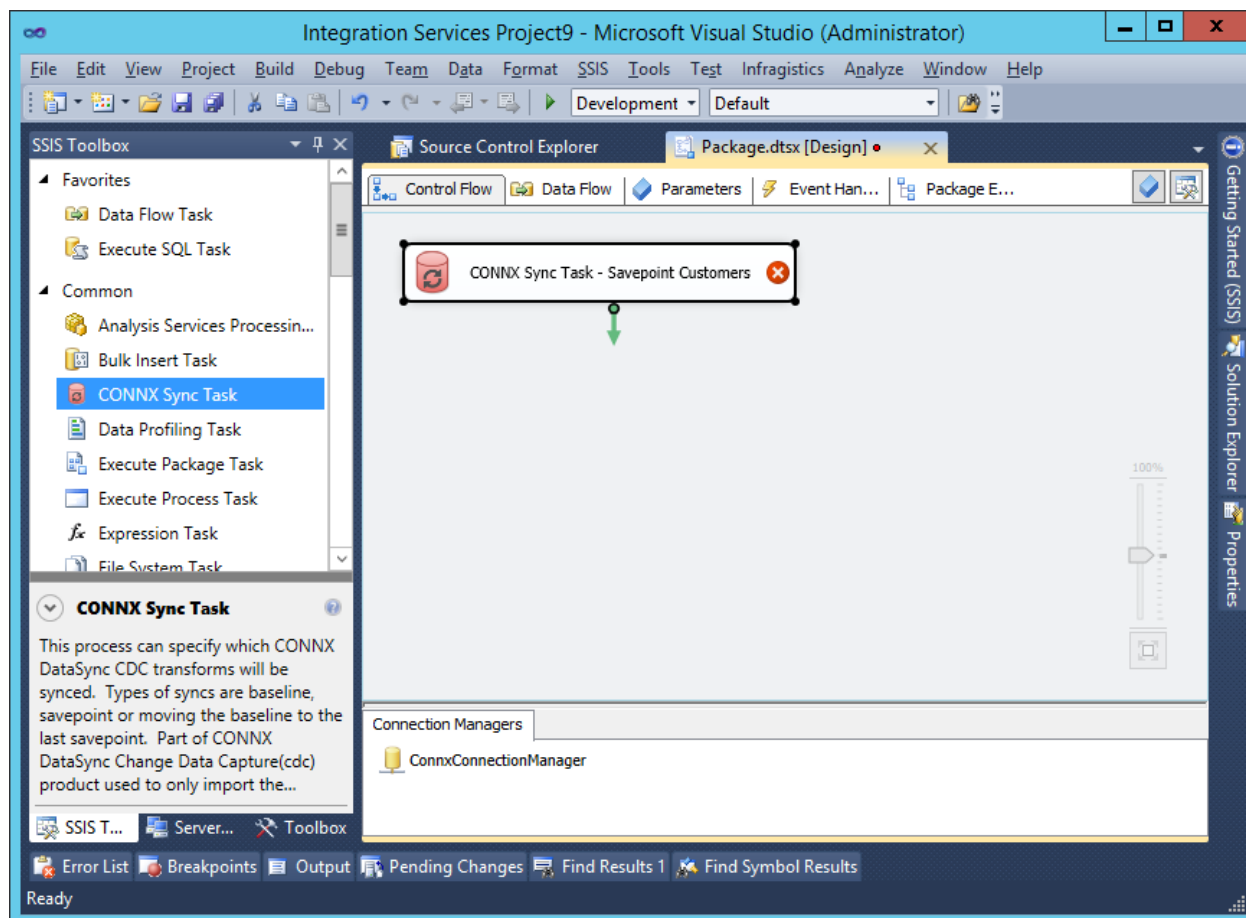 Integration Services Project9 - Microsoft Visual Studio (Administrator)
File Edit View Project Build Debug Team Data Format SSIS Tools Test Infragistics Analyze Window Help
Development Default
SSIS Toolbox
Source Control Explorer
Package.dtsx [Design]
Control Flow
Data Flow
Parameters
Event Han...
Package E...
Favorites
Data Flow Task
Execute SQL Task
Common
Analysis Services Processin...
Bulk Insert Task
CONNX Sync Task
Data Profiling Task
Execute Package Task
Execute Process Task
Expression Task
File System Task
CONNX Sync Task
This process can specify which CONNX
DataSync CDC transforms will be
synced. Types of syncs are baseline,
savepoint or moving the baseline to the
last savepoint. Part of CONNX
DataSync Change Data Capture(cdc)
product used to only import the...
SSIS T... Server... Toolbox
CONNX Sync Task - Savepoint Customers
100%
Connection Managers
ConnxConnectionManager
Getting Started (SSIS)
Solution Explorer
Properties
Error List Breakpoints Output Pending Changes Find Results 1 Find Symbol Results
Ready